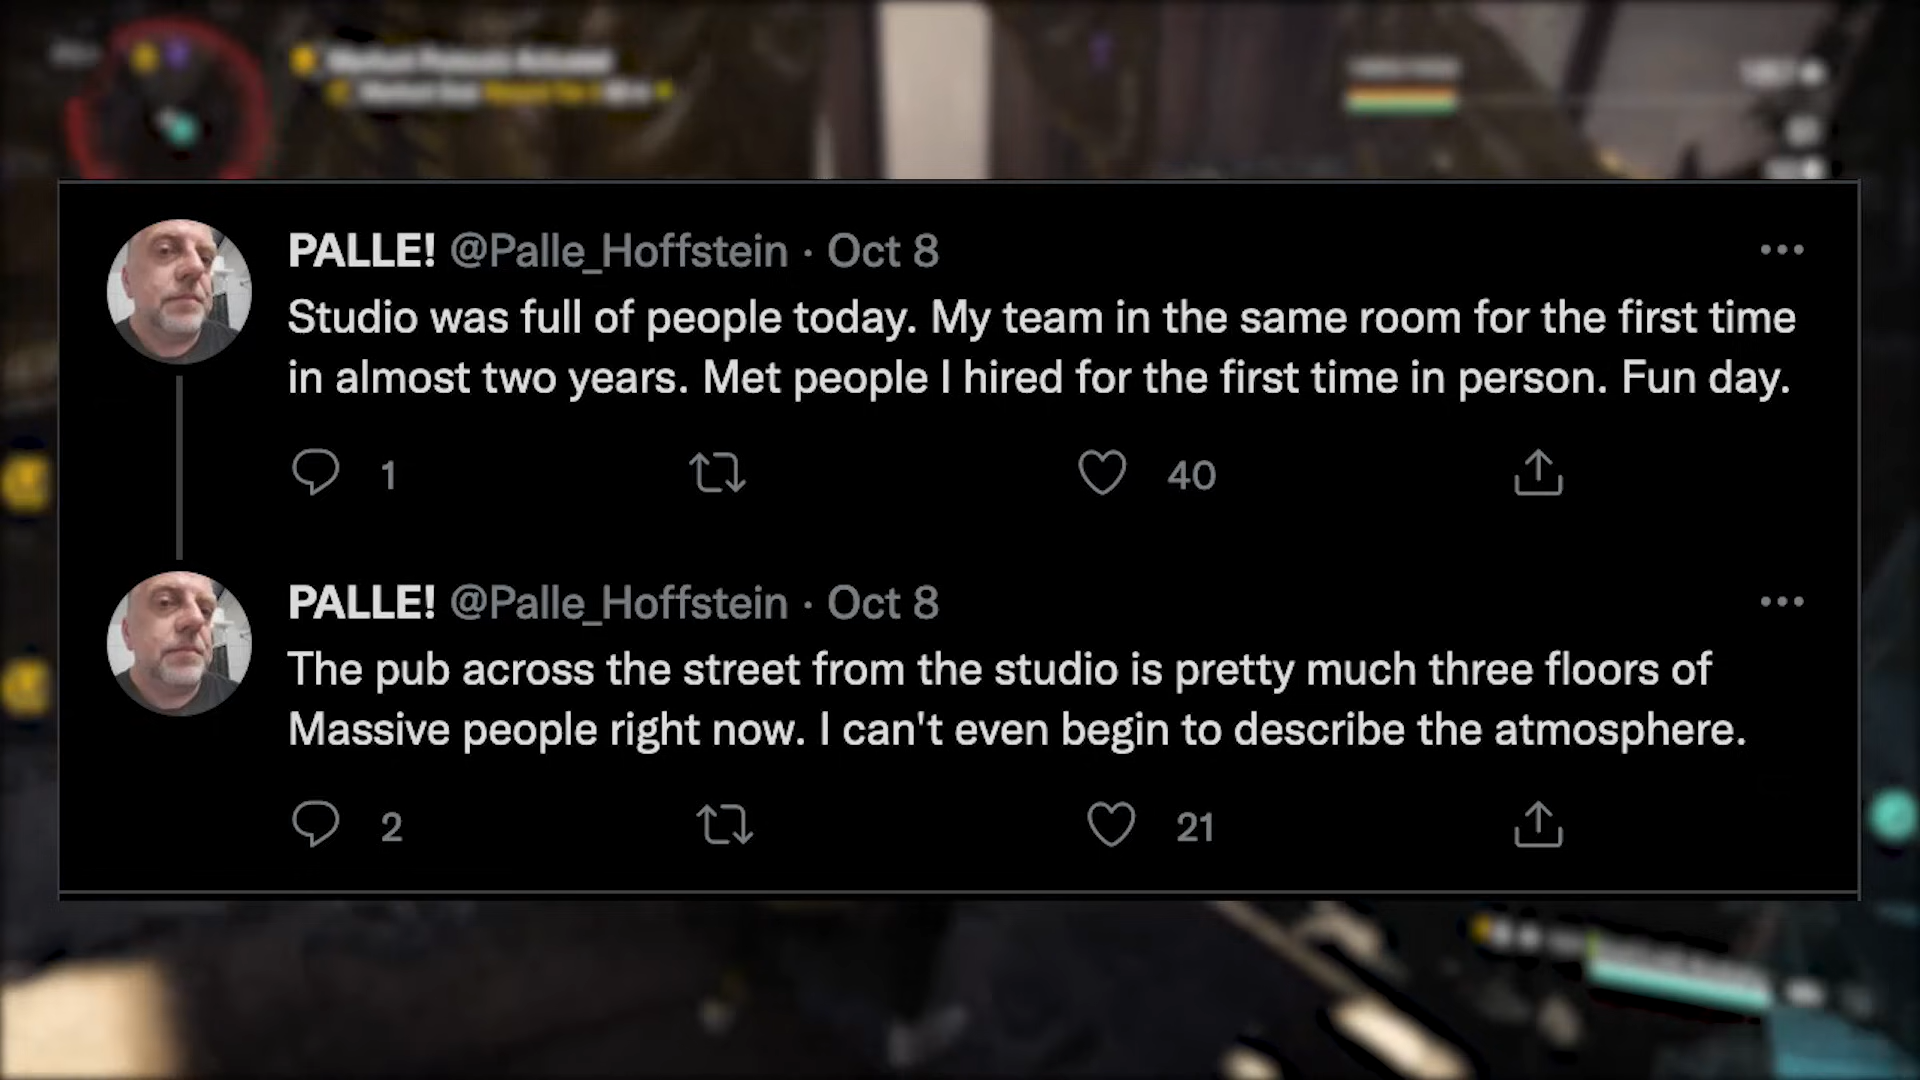 PALLE! @Palle_Hoffstein · Oct 8
Studio was full of people today. My team in the same room for the first time
in almost two years. Met people I hired for the first time in person. Fun day.
1 40
PALLE! @Palle_Hoffstein · Oct 8
The pub across the street from the studio is pretty much three floors of
Massive people right now. I can't even begin to describe the atmosphere.
2 21